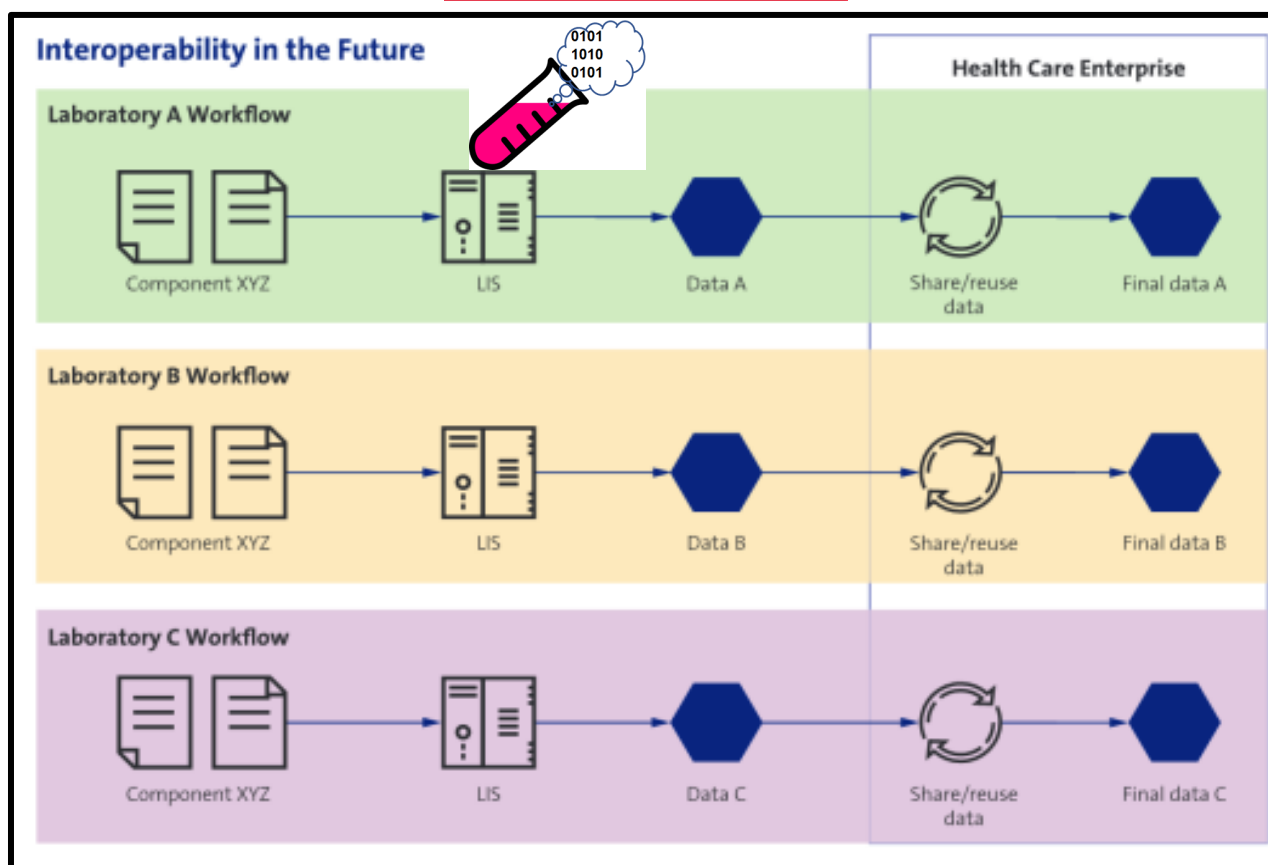 Interoperability in the Future
0101
1010
0101
Health Care Enterprise
Laboratory A Workflow
Component XYZ
LIS
Data A
Share/reuse
data
Final data A
Laboratory B Workflow
Component XYZ
LIS
Data B
Share/reuse
data
Final data B
Laboratory C Workflow
Component XYZ
LIS
Data C
Share/reuse
data
Final data C